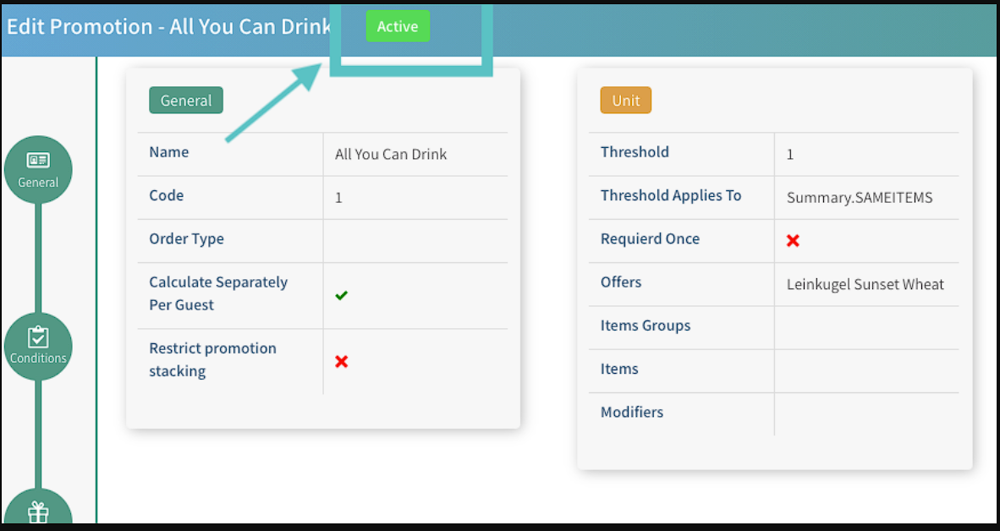 Edit Promotion - All You Can Drink
Active
General
Conditions
General
Name All You Can Drink
Code 1
Order Type
Calculate Separately
Per Guest
Restrict promotion
stacking
Unit
Threshold 1
Threshold Applies To Summary.SAMEITEMS
Requierd Once
Offers Leinkugel Sunset Wheat
Items Groups
Items
Modifiers